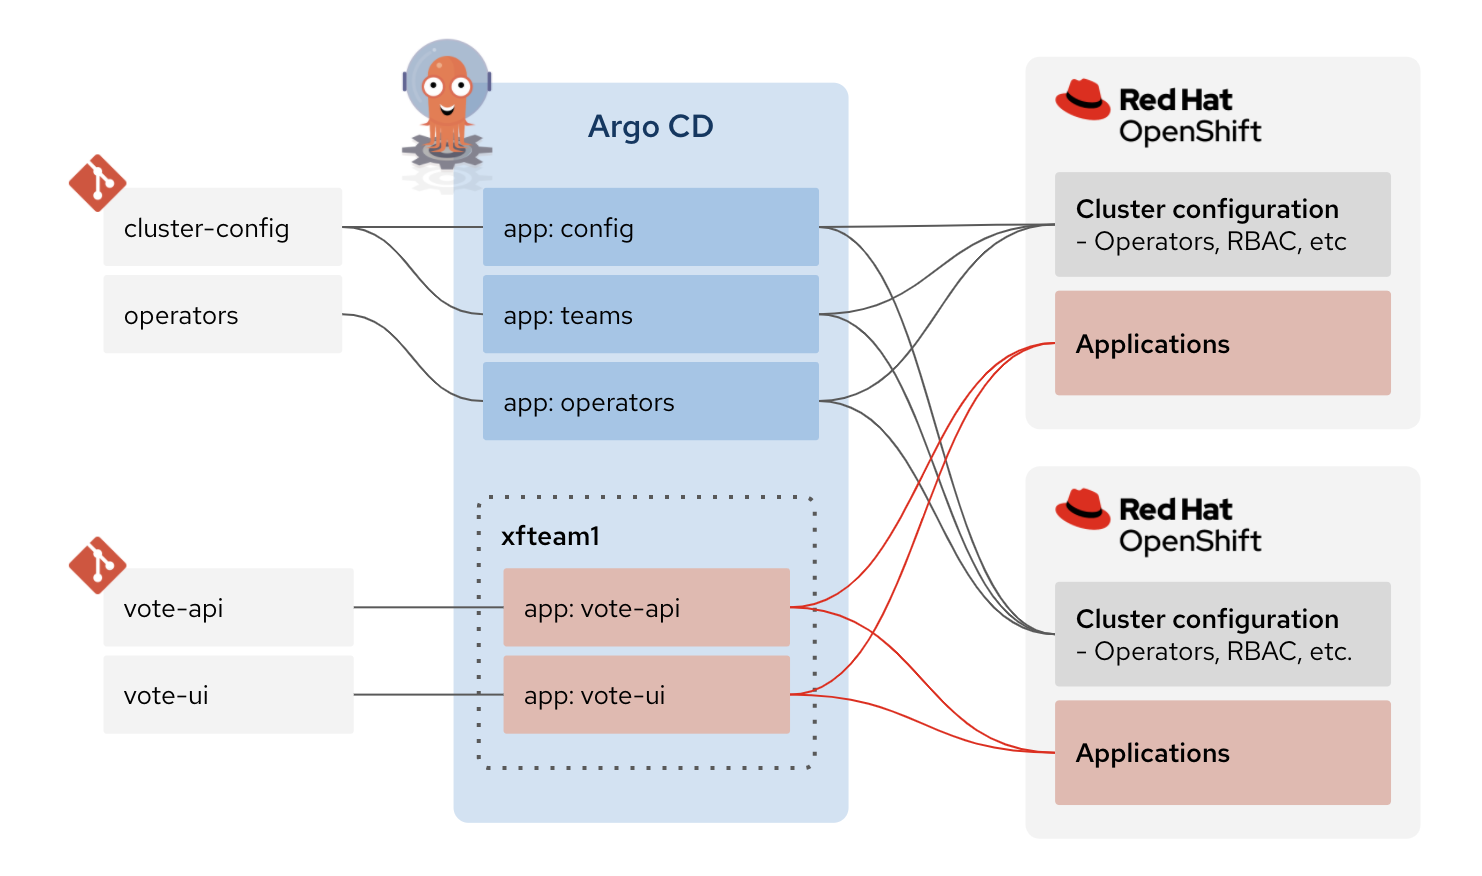 Argo CD
cluster-config
operators
app: config
app: teams
app: operators
xfteam1
vote-api
vote-ui
app: vote-api
app: vote-ui
Red Hat
OpenShift
Cluster configuration
- Operators, RBAC, etc
Applications
Red Hat
OpenShift
Cluster configuration
- Operators, RBAC, etc.
Applications